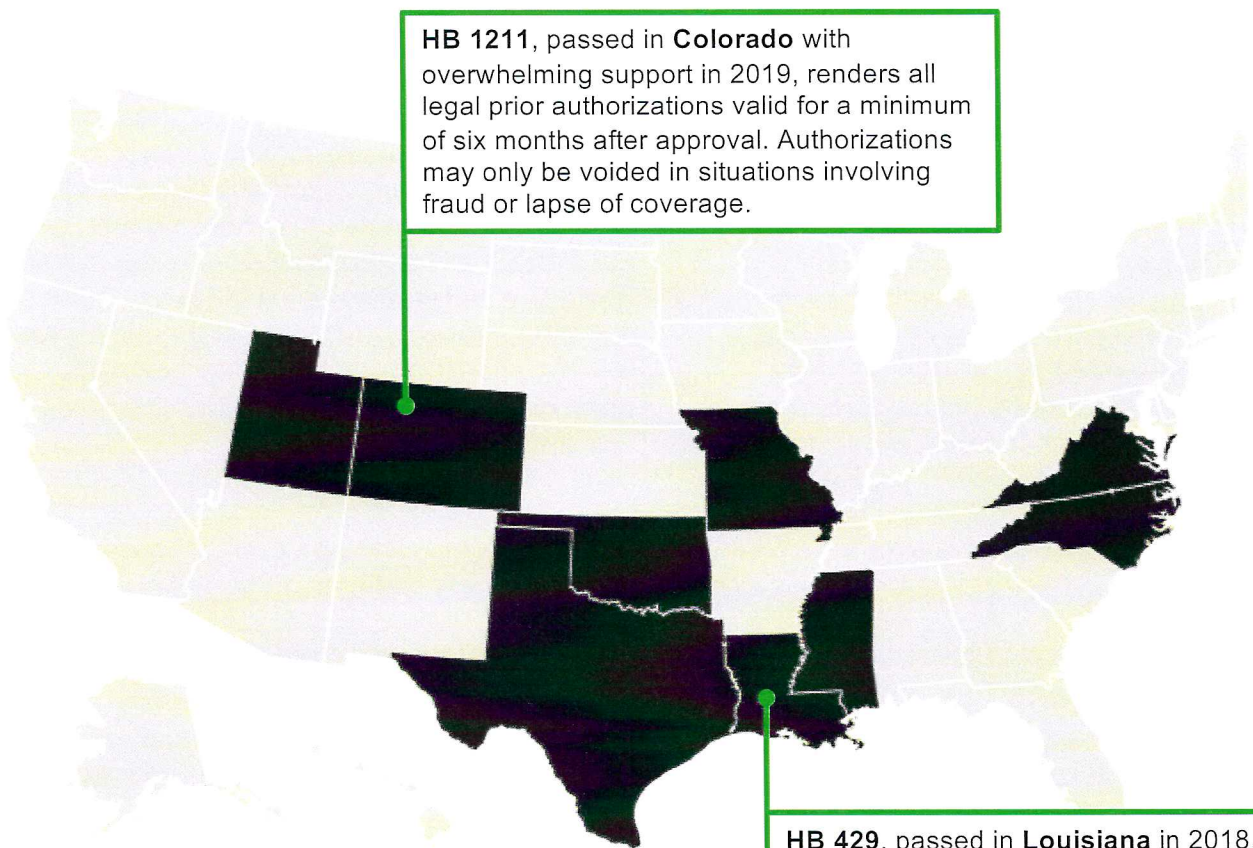 HB 1211, passed in Colorado with
overwhelming support in 2019, renders all
legal prior authorizations valid for a minimum
of six months after approval. Authorizations
may only be voided in situations involving
fraud or lapse of coverage.
HB 429, passed in Louisiana in 2018